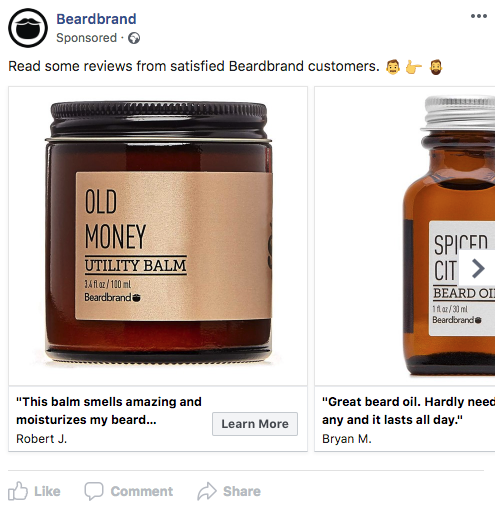 Beardbrand
Sponsored ·
Read some reviews from satisfied Beardbrand customers.
OLD
MONEY
UTILITY BALM
3.4 fl oz / 100 ml
Beardbrand
"This balm smells amazing and
moisturizes my beard...
Robert J.
Learn More
SPICED
CIT
BEARD OI
1 fl oz / 30 ml
Beardbrand
"Great beard oil. Hardly need
any and it lasts all day."
Bryan M.
Like
Comment
Share